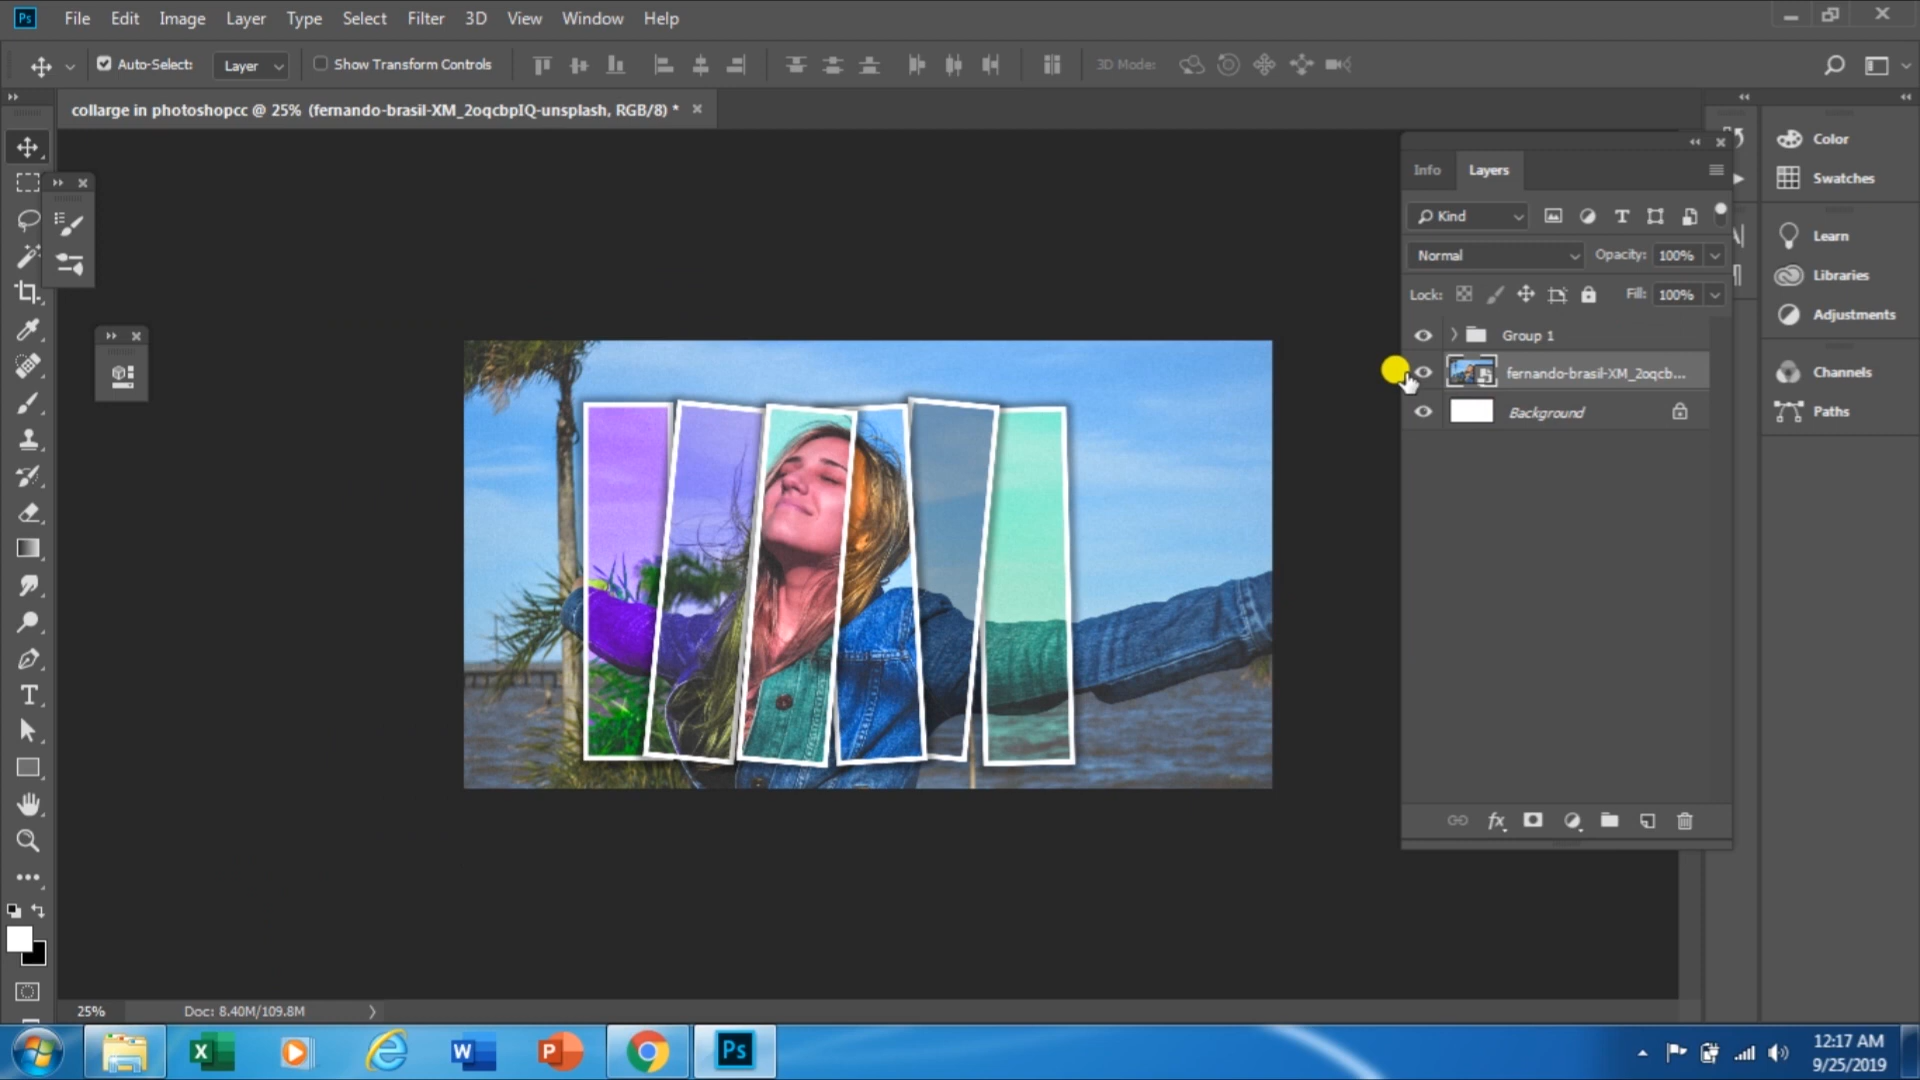 Ps File Edit Image Layer Type Select Filter 3D View Window Help
Auto-Select: Layer Show Transform Controls 3D Mode:
collarge in photoshopcc @ 25% (fernando-brasil-XM_2oqcbpIQ-unsplash, RGB/8) *
Info Layers
Kind
Normal Opacity: 100%
Lock: Fill: 100%
Group 1
fernando-brasil-XM_2oqcb...
Background
Color
Swatches
Learn
Libraries
Adjustments
Channels
Paths
fx
25% Doc: 8.40M/109.8M
Ps
12:17 AM
9/25/2019